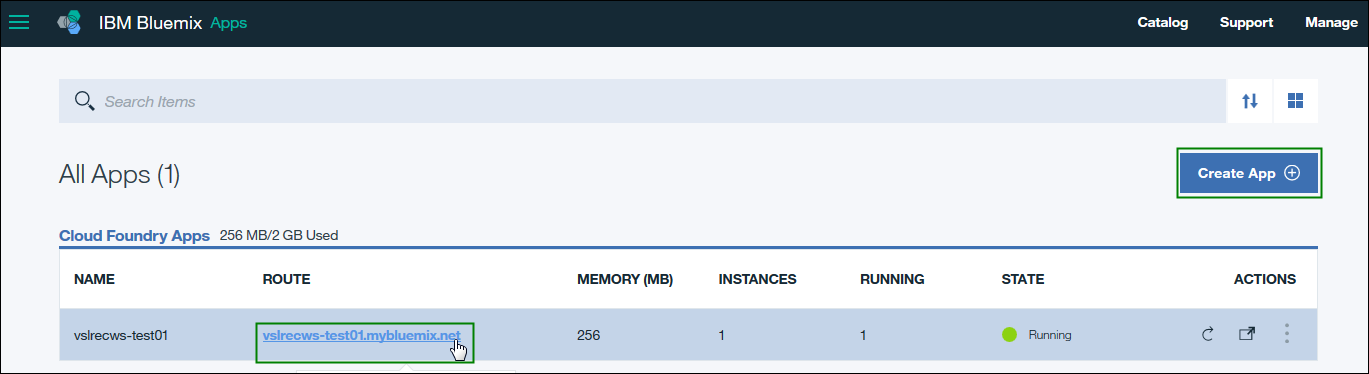 IBM Bluemix Apps Catalog Support Manage
Search Items
All Apps (1)
Create App
Cloud Foundry Apps 256 MB/2 GB Used
NAME ROUTE MEMORY (MB) INSTANCES RUNNING STATE ACTIONS
vslrecws-test01 vslrecws-test01.mybluemix.net 256 1 1 Running